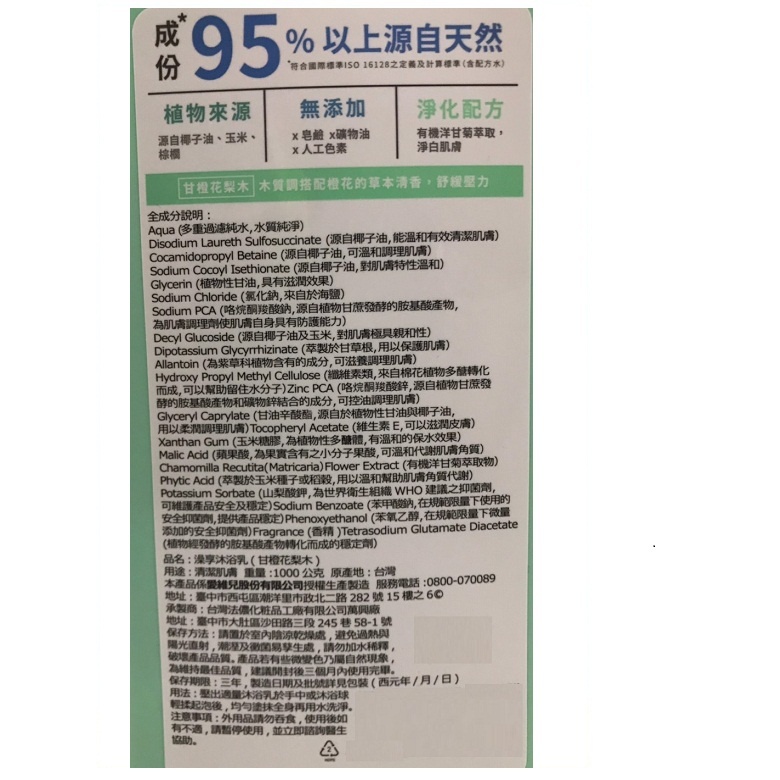 成份*95%以上源自天然
*符合國際標準ISO 16128之定義及計算標準(含配方水)
植物來源
源自椰子油、玉米、
棕櫚
無添加
x 皂鹼 x礦物油
x 人工色素
淨化配方
有機洋甘菊萃取，
淨白肌膚
甘橙花梨木 木質調搭配橙花的草本清香，舒緩壓力
全成分說明：
Aqua (多重過濾純水,水質純淨)
Disodium Laureth Sulfosuccinate (源自椰子油,能溫和有效清潔肌膚)
Cocamidopropyl Betaine (源自椰子油,可溫和調理肌膚)
Sodium Cocoyl Isethionate (源自椰子油,對肌膚特性溫和)
Glycerin (植物性甘油,具有滋潤效果)
Sodium Chloride (氯化鈉,來自於海鹽)
Sodium PCA (咯烷酮羧酸鈉,源自植物甘蔗發酵的胺基酸產物,
為肌膚調理劑使肌膚自身具有防護能力)
Decyl Glucoside (源自椰子油及玉米,對肌膚極具親和性)
Dipotassium Glycyrrhizinate (萃製於甘草根,用以保護肌膚)
Allantoin (為紫草科植物含有的成分,可滋養調理肌膚)
Hydroxy Propyl Methyl Cellulose (纖維素類,來自棉花植物多醣轉化
而成,可以幫助留住水分子)Zinc PCA (咯烷酮羧酸鋅,源自植物甘蔗發
酵的胺基酸產物和礦物鋅結合的成分,可控油調理肌膚)
Glyceryl Caprylate (甘油辛酸酯,源自於植物性甘油與椰子油,
用以柔潤調理肌膚)Tocopheryl Acetate (維生素 E,可以滋潤皮膚)
Xanthan Gum (玉米糖膠,為植物性多醣體,有溫和的保水效果)
Malic Acid (蘋果酸,為果實含有之小分子果酸,可溫和代謝肌膚角質)
Chamomilla Recutita(Matricaria)Flower Extract (有機洋甘菊萃取物)
Phytic Acid (萃製於玉米種子或稻穀,用以溫和幫助肌膚角質代謝)
Potassium Sorbate (山梨酸鉀,為世界衛生組織 WHO 建議之抑菌劑,
可維護產品安全及穩定)Sodium Benzoate (苯甲酸鈉,在規範限量下使用的
安全抑菌劑,提供產品穩定)Phenoxyethanol (苯氧乙醇,在規範限量下微量
添加的安全抑菌劑)Fragrance (香精 )Tetrasodium Glutamate Diacetate
(植物經發酵的胺基酸產物轉化而成的穩定劑)
品名：澡享沐浴乳 ( 甘橙花梨木 )
用途：清潔肌膚 重量：1000 公克 原產地：台灣
本產品係愛維兒股份有限公司授權生產製造 服務電話：0800-070089
地址：臺中市西屯區潮洋里市政北二路 282 號 15 樓之 6©
承製商：台灣法儂化粧品工廠有限公司萬興廠
地址：臺中市大肚區沙田路三段 245 巷 58-1 號
保存方法：請置於室內陰涼乾燥處，避免過熱與
陽光直射，潮溼及黴菌易孳生處，請勿加水稀釋，
破壞產品品質。產品若有些微變色乃屬自然現象，
為維持最佳品質，建議開封後三個月內使用完畢。
保存期限：三年，製造日期及批號詳見包裝 ( 西元年 / 月 / 日 )
用法：壓出適量沐浴乳於手中或沐浴球
輕揉起泡後，均勻塗抹全身再用水洗淨。
注意事項：外用品請勿吞食，使用後如
有不適，請暫停使用，並立即諮詢醫生
協助。
2
HDPE